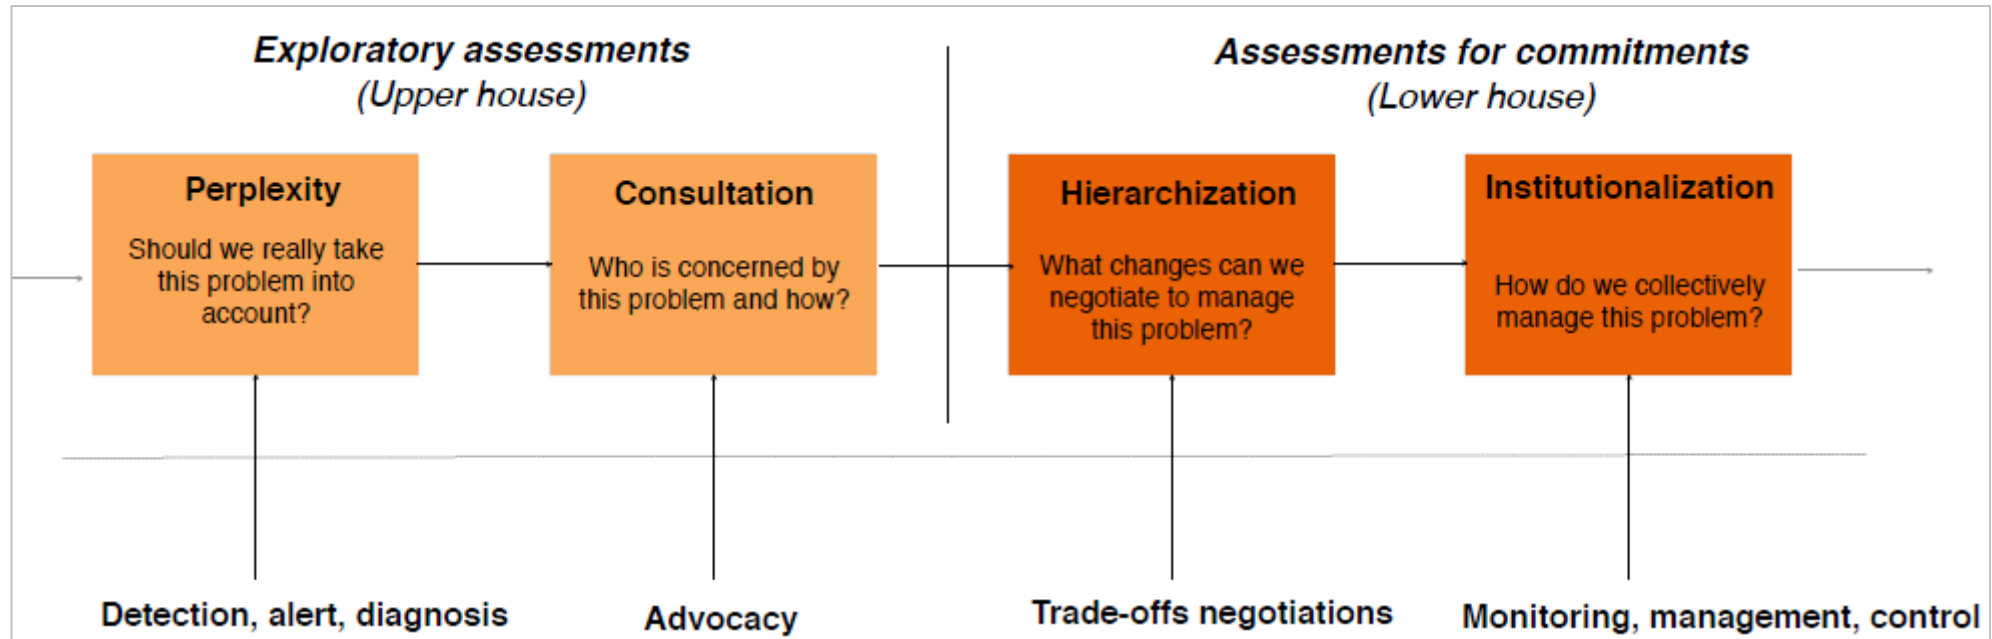 Exploratory assessments
(Upper house)
Assessments for commitments
(Lower house)
Perplexity
Should we really take
this problem into
account?
Consultation
Who is concerned by
this problem and how?
Hierarchization
What changes can we
negotiate to manage
this problem?
Institutionalization
How do we collectively
manage this problem?
Detection, alert, diagnosis
Advocacy
Trade-offs negotiations
Monitoring, management, control